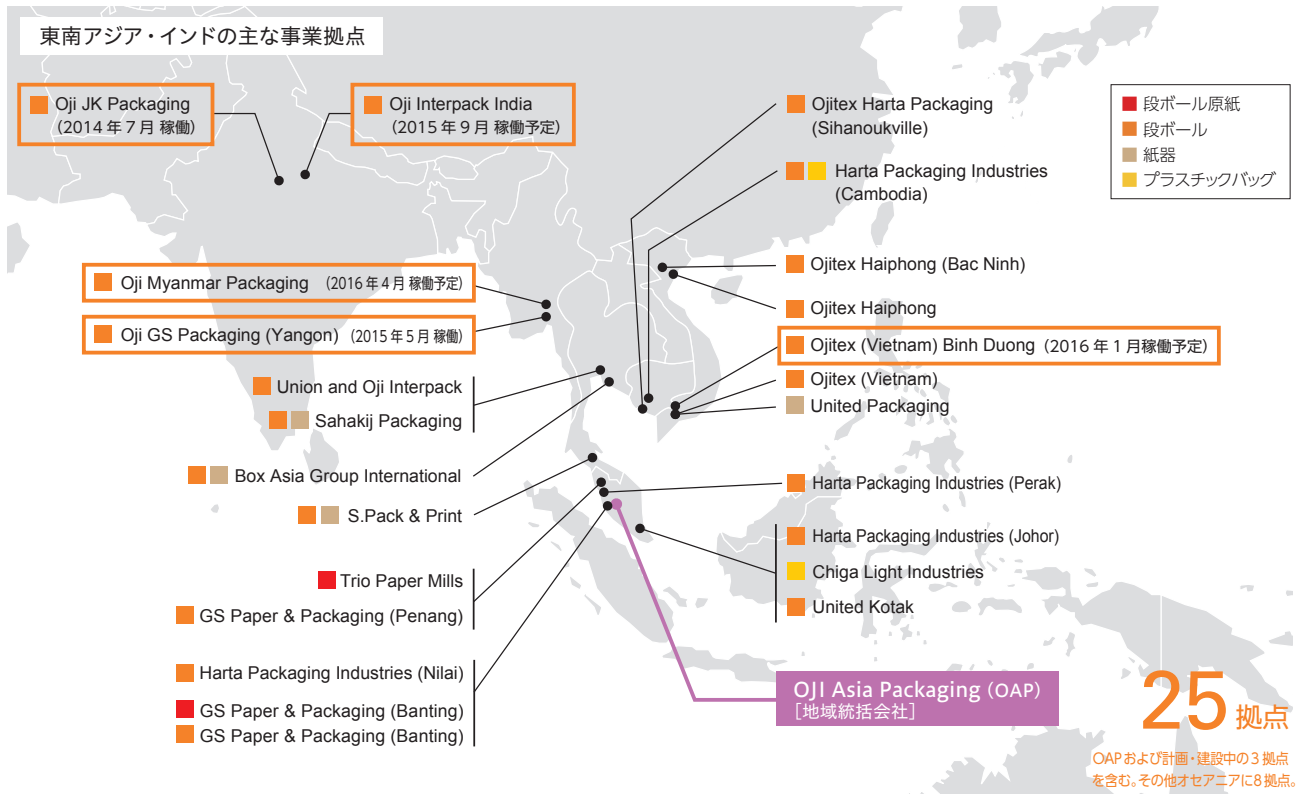 東南アジア・インドの主な事業拠点
Oji JK Packaging
(2014年7月 稼働)
Oji Interpack India
(2015年9月 稼働予定)
Ojitex Harta Packaging
(Sihanoukville)
Harta Packaging Industries
(Cambodia)
段ボール原紙
段ボール
紙器
プラスチックバッグ
Oji Myanmar Packaging (2016年4月 稼働予定)
Oji GS Packaging (Yangon) (2015年5月 稼働)
Ojitex Haiphong (Bac Ninh)
Ojitex Haiphong
Ojitex (Vietnam) Binh Duong (2016年1月稼働予定)
Ojitex (Vietnam)
United Packaging
Union and Oji Interpack
Sahakij Packaging
Box Asia Group International
S.Pack & Print
Trio Paper Mills
GS Paper & Packaging (Penang)
Harta Packaging Industries (Nilai)
GS Paper & Packaging (Banting)
GS Paper & Packaging (Banting)
Harta Packaging Industries (Perak)
Harta Packaging Industries (Johor)
Chiga Light Industries
United Kotak
OJI Asia Packaging (OAP)
[地域統括会社]
25拠点
OAPおよび計画・建設中の3拠点
を含む。その他オセアニアに8拠点。